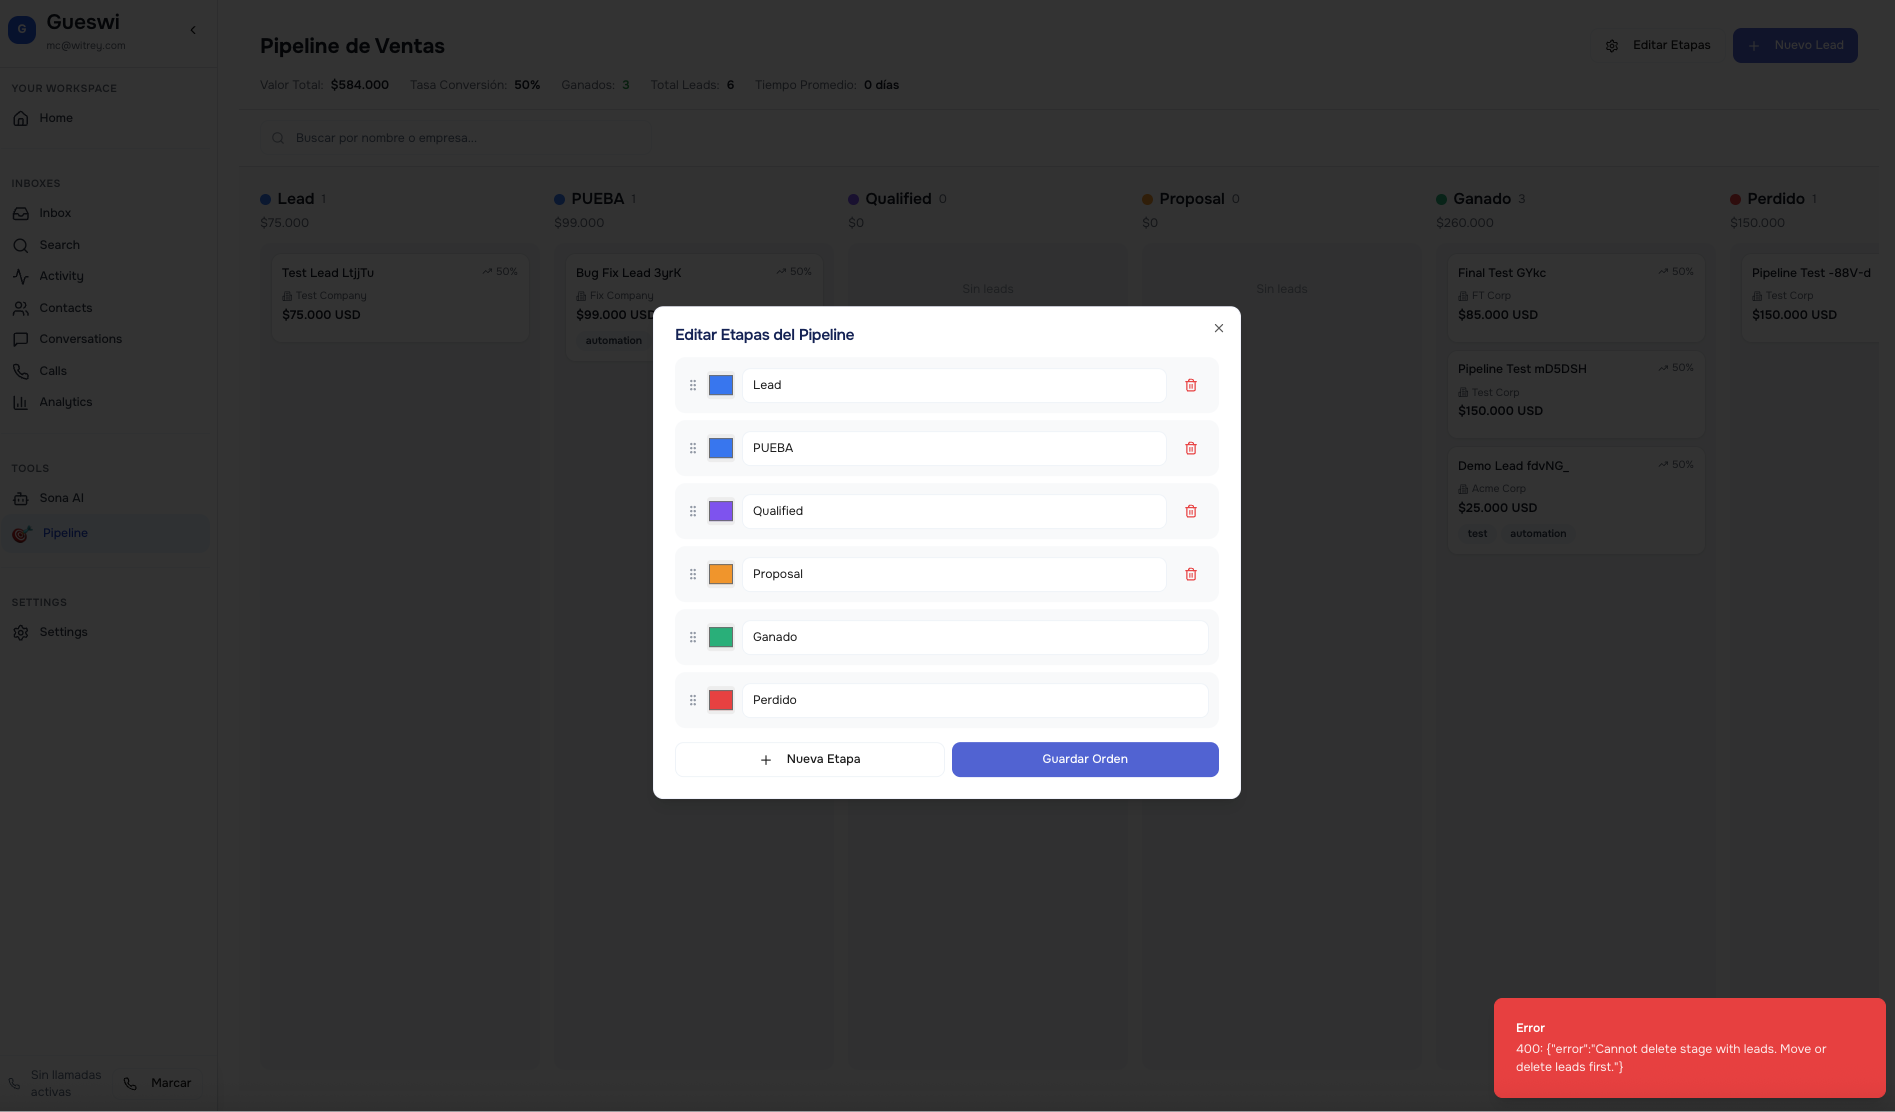 G
Gueswi
mc@witrey.com
YOUR WORKSPACE
Home
INBOXES
Inbox
Search
Activity
Contacts
Conversations
Calls
Analytics
TOOLS
Sona AI
Pipeline
SETTINGS
Settings
Sin llamadas
activas
Marcar
Pipeline de Ventas
Editar Etapas
Nuevo Lead
Valor Total: $584.000 Tasa Conversión: 50% Ganados: 3 Total Leads: 6 Tiempo Promedio: 0 días
Buscar por nombre o empresa...
Lead 1
$75.000
Test Lead LtjjTu 50%
Test Company
$75.000 USD
PUEBA 1
$99.000
Bug Fix Lead 3yrK 50%
Fix Company
$99.000 USD
automation
Qualified 0
$0
Sin leads
Proposal 0
$0
Sin leads
Ganado 3
$260.000
Final Test GYkc 50%
FT Corp
$85.000 USD
Pipeline Test mD5DSH 50%
Test Corp
$150.000 USD
Demo Lead fdvNG_ 50%
Acme Corp
$25.000 USD
test automation
Perdido 1
$150.000
Pipeline Test -88V-d
Test Corp
$150.000 USD
Editar Etapas del Pipeline
Lead
PUEBA
Qualified
Proposal
Ganado
Perdido
Nueva Etapa
Guardar Orden
Error
400: {"error":"Cannot delete stage with leads. Move or
delete leads first."}